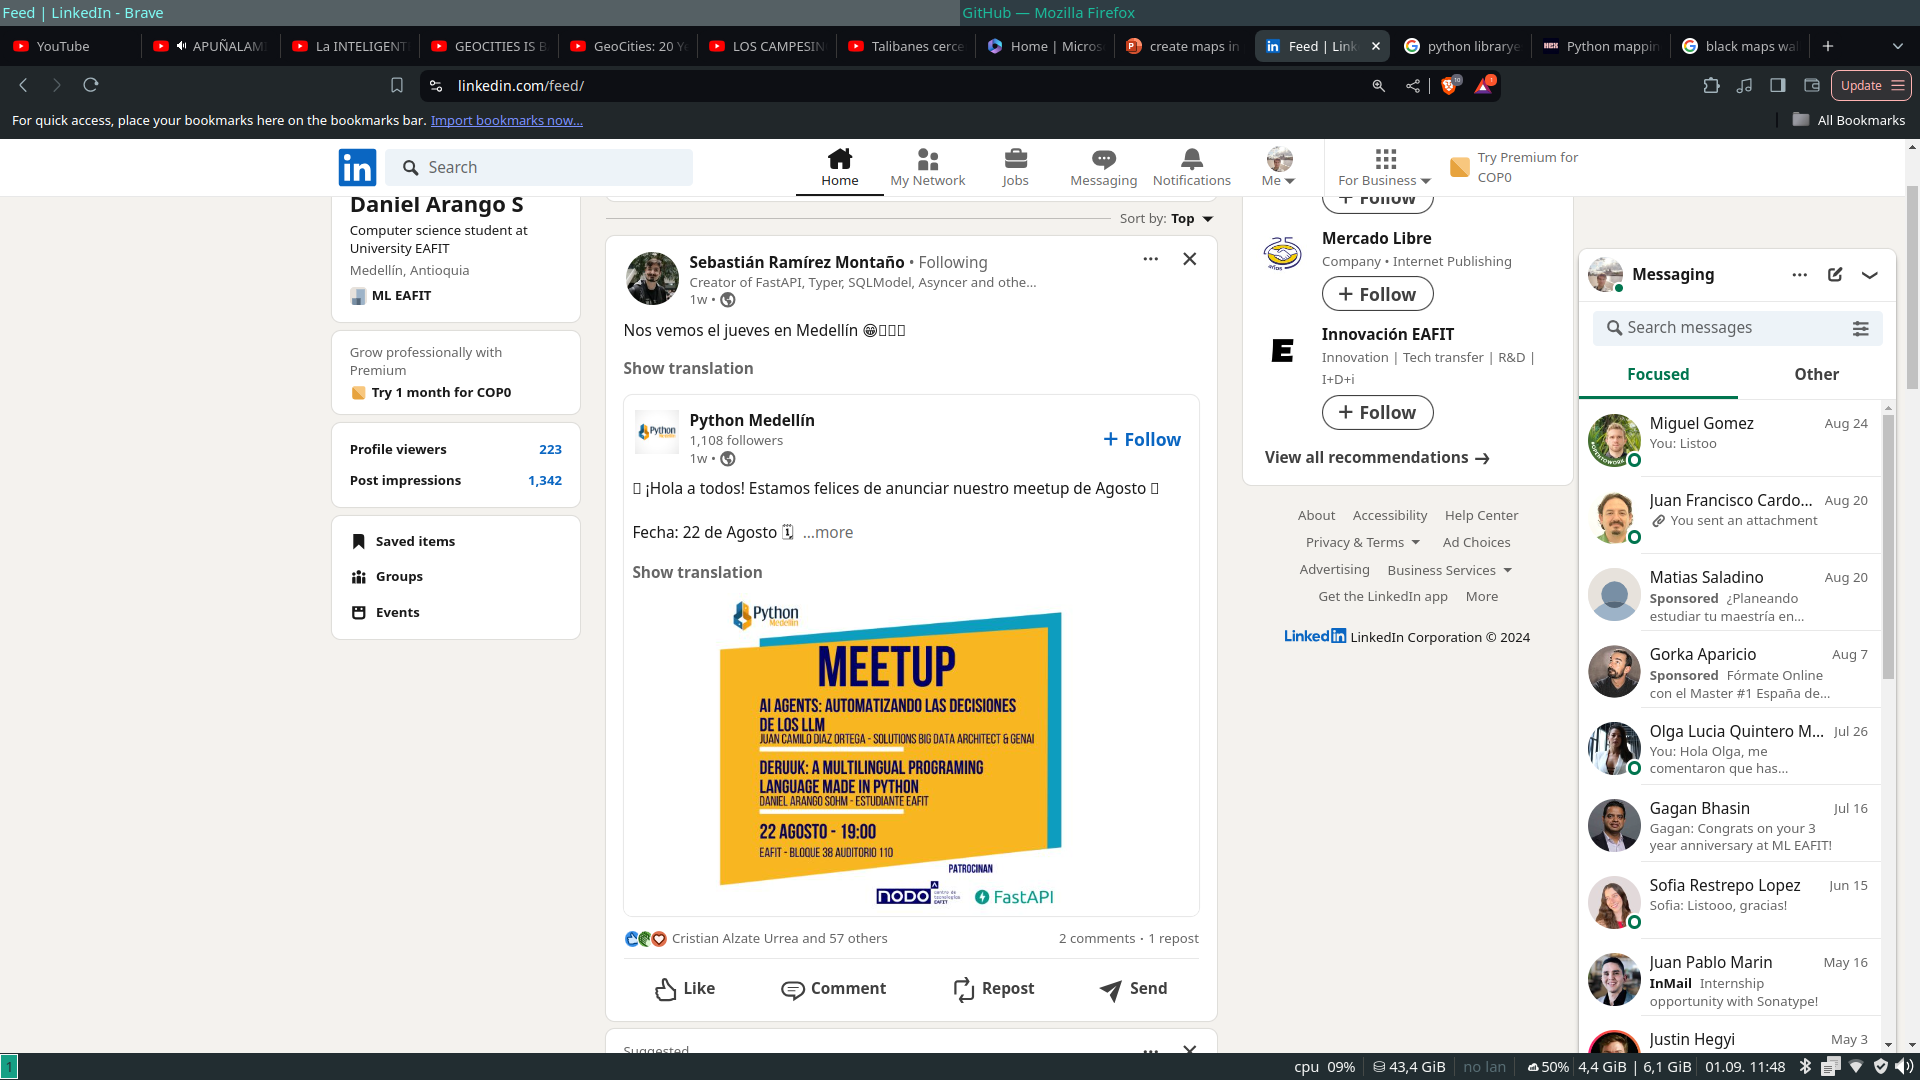 Feed | LinkedIn - Brave
GitHub — Mozilla Firefox
YouTube
APUÑALAM
La INTELIGENT
GEOCITIES IS B
GeoCities: 20 Ye
LOS CAMPESIN
Talibanes cerce
Home | Micros
create maps in
Feed | Link
python librarye
Python mappin
black maps wal
linkedin.com/feed/
Update
For quick access, place your bookmarks here on the bookmarks bar. Import bookmarks now...
All Bookmarks
Search
Home
My Network
Jobs
Messaging
Notifications
Me
For Business
Try Premium for
COP0
Daniel Arango S
Computer science student at
University EAFIT
Medellín, Antioquia
ML EAFIT
Grow professionally with
Premium
Try 1 month for COP0
Profile viewers 223
Post impressions 1,342
Saved items
Groups
Events
Sort by: Top
Sebastián Ramírez Montaño • Following
Creator of FastAPI, Typer, SQLModel, Asyncer and othe...
1w •
Nos vemos el jueves en Medellín 😁
Show translation
Python Medellín
1,108 followers
1w •
+ Follow
¡Hola a todos! Estamos felices de anunciar nuestro meetup de Agosto
Fecha: 22 de Agosto 🗓 ...more
Show translation
Python
Medellín
MEETUP
AI AGENTS: AUTOMATIZANDO LAS DECISIONES
DE LOS LLM
JUAN CAMILO DIAZ ORTEGA - SOLUTIONS BIG DATA ARCHITECT & GENAI
DERUUK: A MULTILINGUAL PROGRAMING
LANGUAGE MADE IN PYTHON
DANIEL ARANGO SOHM - ESTUDIANTE EAFIT
22 AGOSTO - 19:00
EAFIT - BLOQUE 38 AUDITORIO 110
PATROCINAN
nodo
FastAPI
Cristian Alzate Urrea and 57 others
2 comments · 1 repost
Like
Comment
Repost
Send
Suggested
+ Follow
Mercado Libre
Company • Internet Publishing
+ Follow
Innovación EAFIT
Innovation | Tech transfer | R&D |
I+D+i
+ Follow
View all recommendations →
About Accessibility Help Center
Privacy & Terms Ad Choices
Advertising Business Services
Get the LinkedIn app More
LinkedIn LinkedIn Corporation © 2024
Messaging
Search messages
Focused
Other
Miguel Gomez Aug 24
You: Listoo
Juan Francisco Cardo... Aug 20
You sent an attachment
Matias Saladino Aug 20
Sponsored ¿Planeando
estudiar tu maestría en...
Gorka Aparicio Aug 7
Sponsored Fórmate Online
con el Master #1 España de...
Olga Lucia Quintero M... Jul 26
You: Hola Olga, me
comentaron que has...
Gagan Bhasin Jul 16
Gagan: Congrats on your 3
year anniversary at ML EAFIT!
Sofia Restrepo Lopez Jun 15
Sofia: Listooo, gracias!
Juan Pablo Marin May 16
InMail Internship
opportunity with Sonatype!
Justin Hegyi May 3
1
cpu 09% 43,4 GiB no lan 50% 4,4 GiB | 6,1 GiB 01.09. 11:48